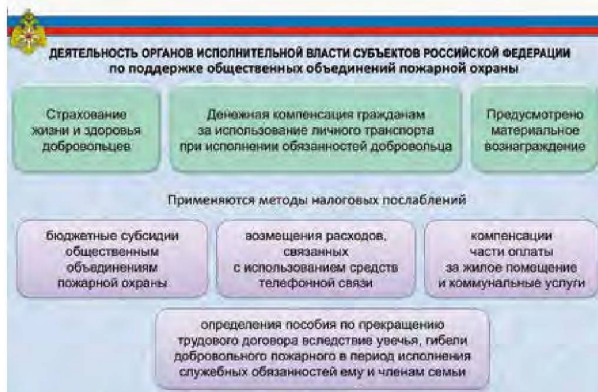 ДЕЯТЕЛЬНОСТЬ ОРГАНОВ ИСПОЛНИТЕЛЬНОЙ ВЛАСТИ СУБЪЕКТОВ РОССИЙСКОЙ ФЕДЕРАЦИИ
по поддержке общественных объединений пожарной охраны
Страхование
жизни и здоровья
добровольцев
Денежная компенсация гражданам
за использование личного транспорта
при исполнении обязанностей добровольца
Предусмотрено
материальное
вознаграждение
Применяются методы налоговых послаблений
бюджетные субсидии
общественным
объединениям
пожарной охраны
возмещения расходов,
связанных
с использованием средств
телефонной связи
компенсации
части оплаты
за жилое помещение
и коммунальные услуги
определения пособия по прекращению
трудового договора вследствие увечья, гибели
добровольного пожарного в период исполнения
служебных обязанностей ему и членам семьи